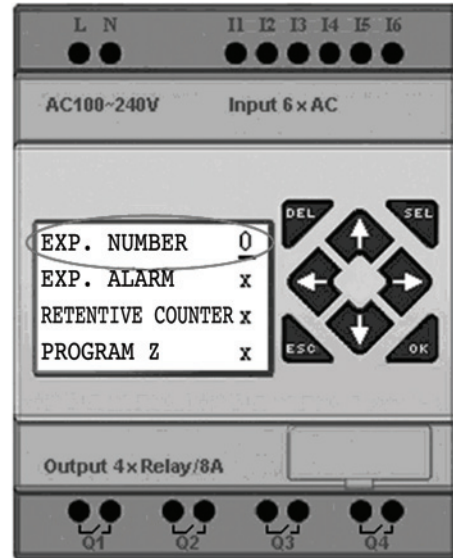 L N I1 I2 I3 I4 I5 I6
AC100~240V Input 6×AC
DEL SEL
EXP. NUMBER 0
EXP. ALARM x
RETENTIVE COUNTER x
PROGRAM Z x
ESC OK
Output 4×Relay/8A
Q1 Q2 Q3 Q4